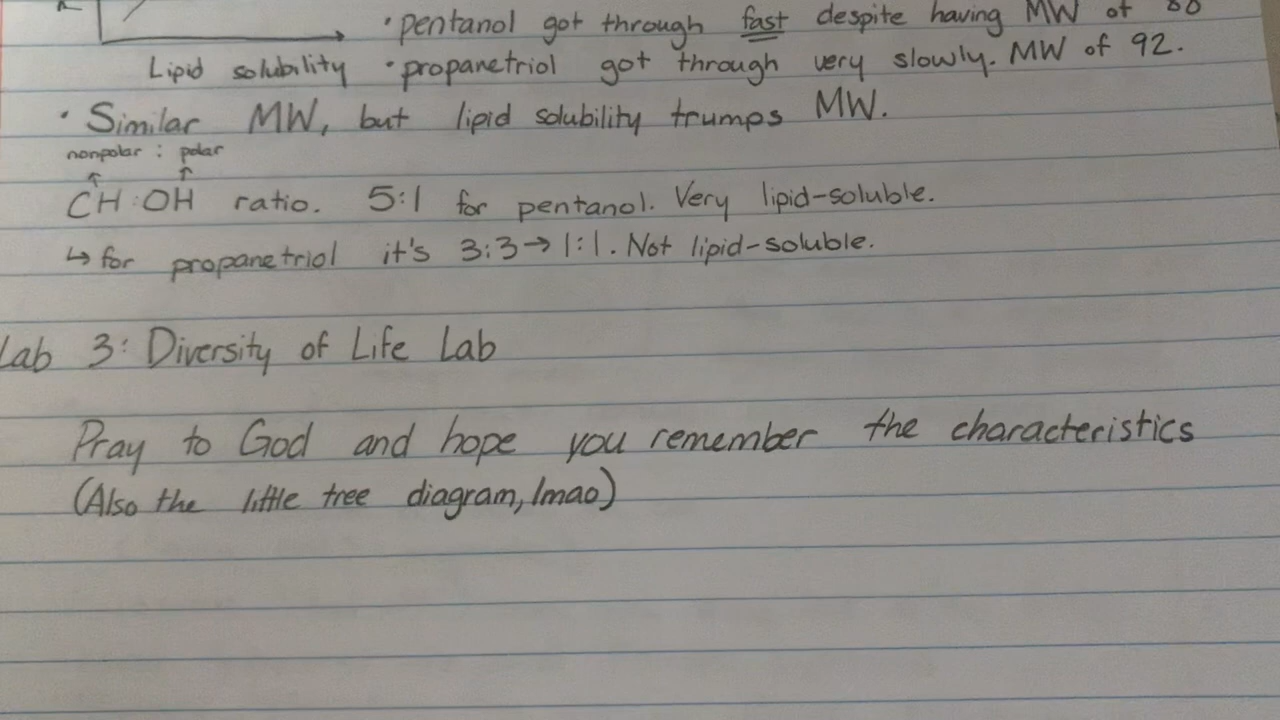 • pentanol got through fast despite having MW of 88
Lipid solubility • propanetriol got through very slowly. MW of 92.
• Similar MW, but lipid solubility trumps MW.
nonpolar : polar
CH : OH ratio. 5:1 for pentanol. Very lipid-soluble.
↳ for propanetriol it's 3:3→1:1. Not lipid-soluble.
Lab 3: Diversity of Life Lab
Pray to God and hope you remember the characteristics
(Also the little tree diagram, lmao)